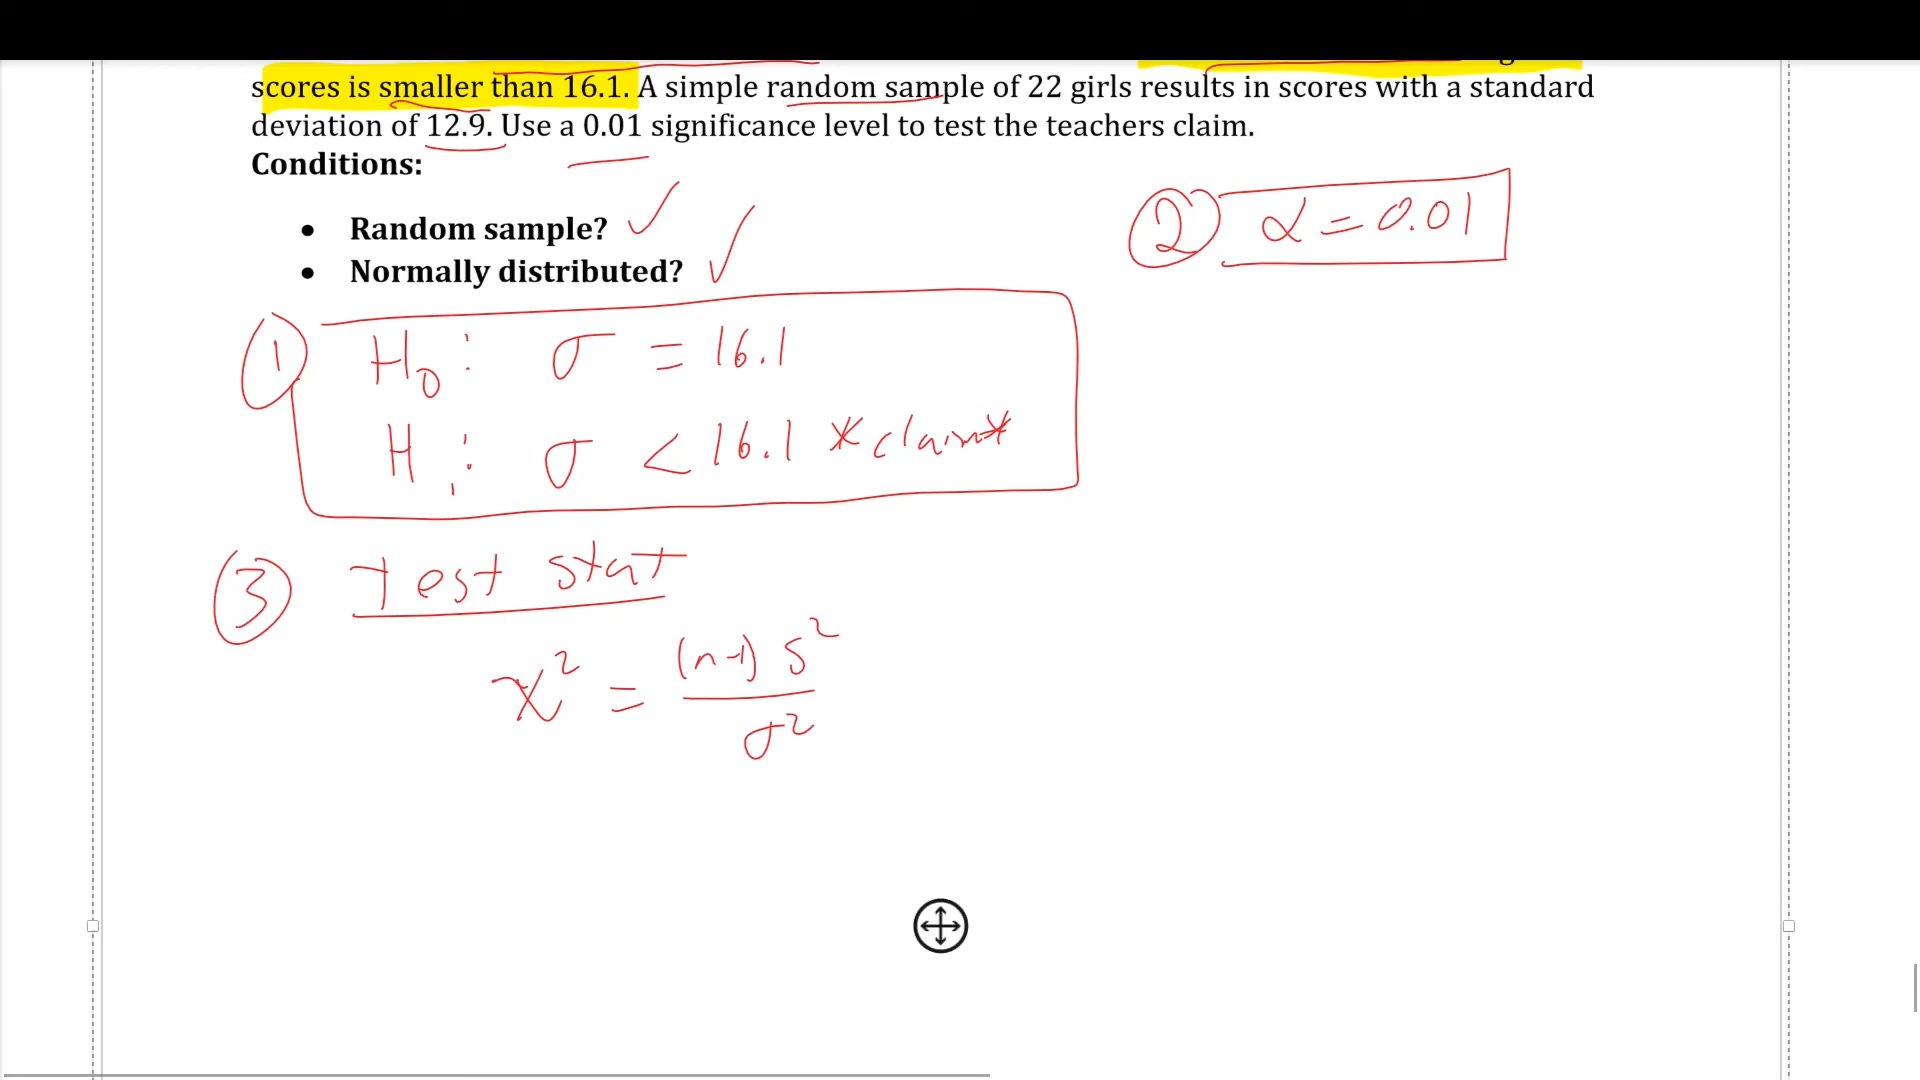 scores is smaller than 16.1. A simple random sample of 22 girls results in scores with a standard
deviation of 12.9. Use a 0.01 significance level to test the teachers claim.
Conditions:
• Random sample? ✓
• Normally distributed? ✓
② α = 0.01
① H₀: σ = 16.1
H₁: σ < 16.1 *claim*
③ Test stat
χ² = (n-1) s² / σ²